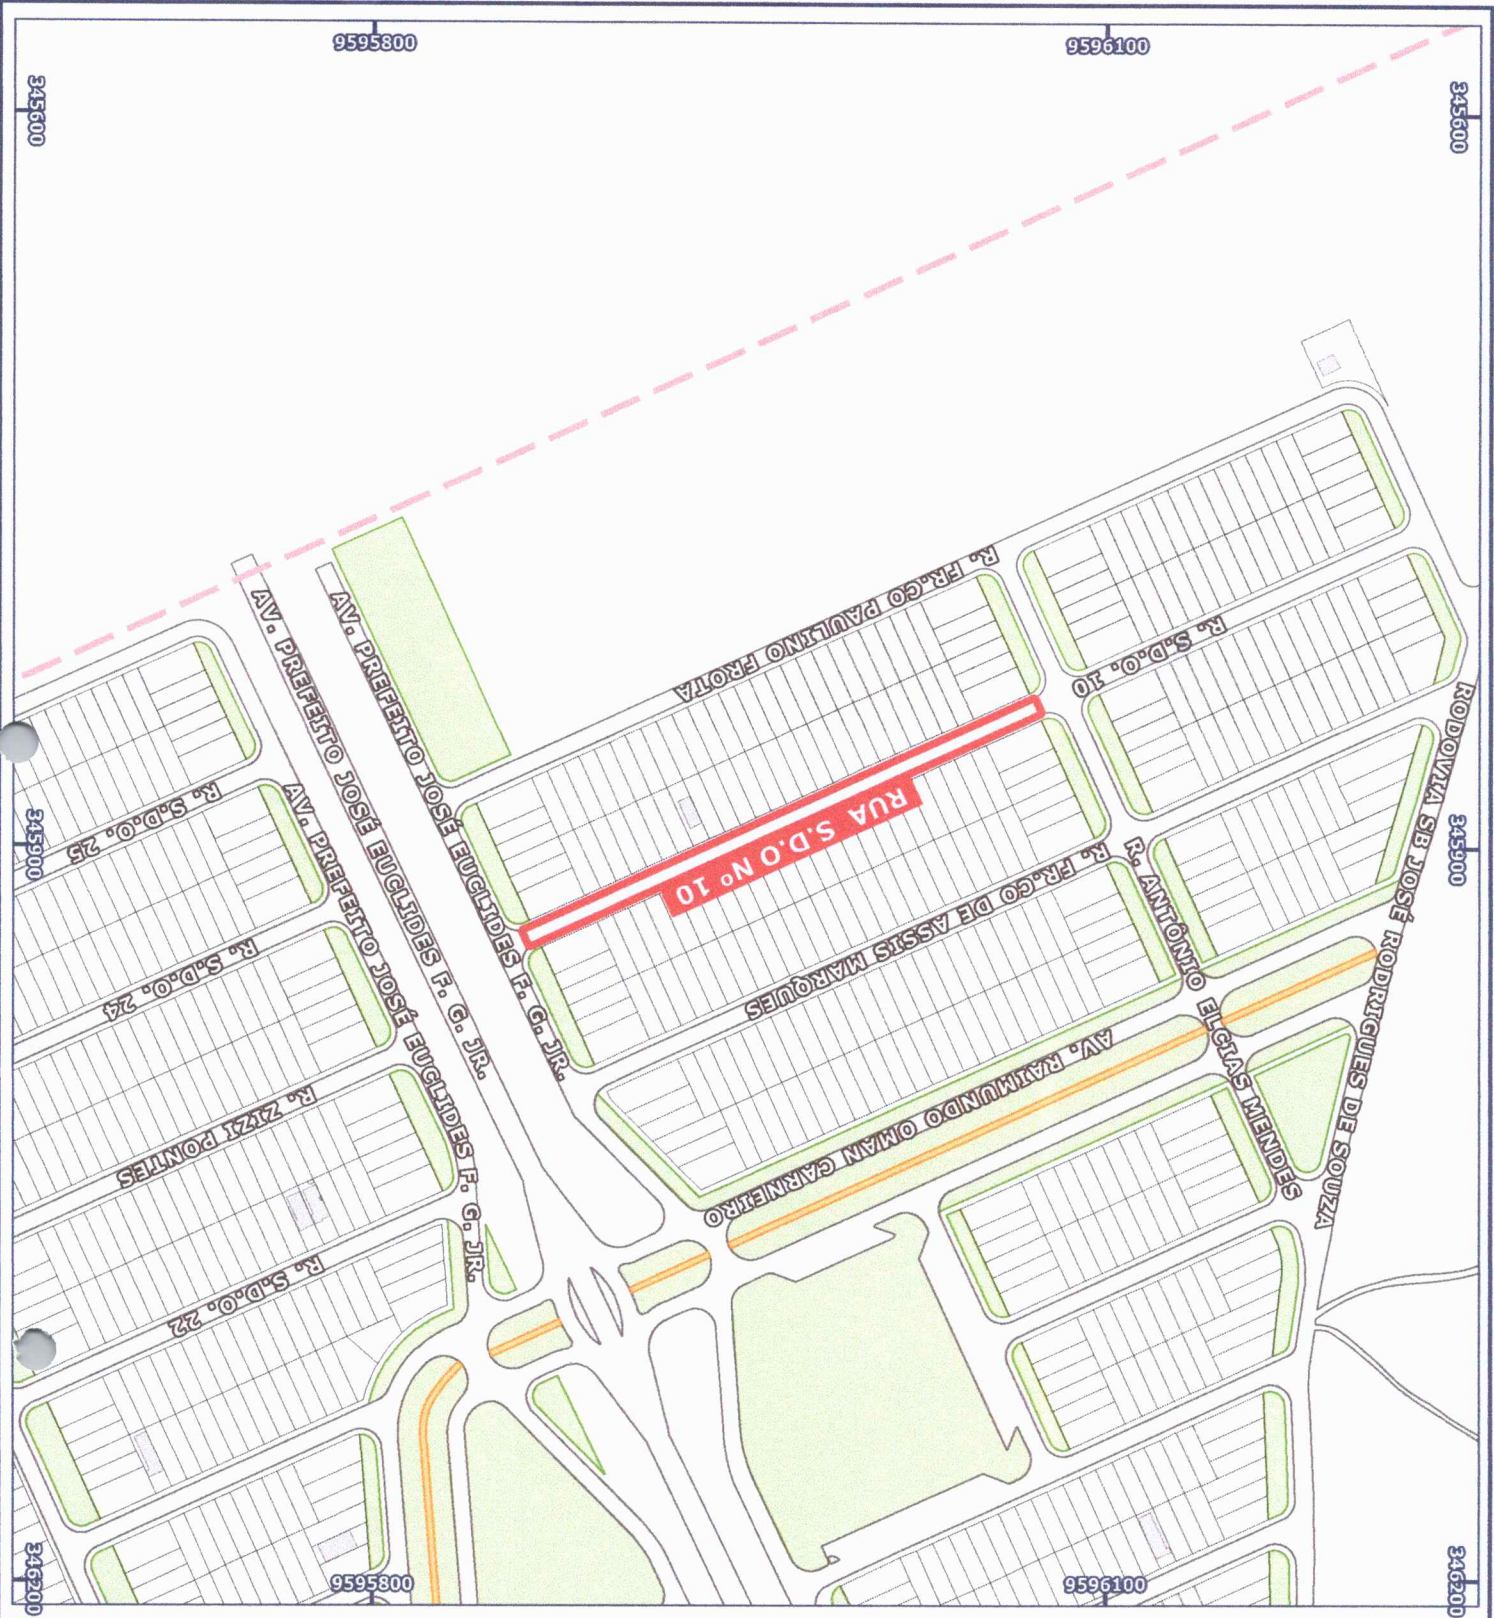 9595800
9596100
345600
345600
R. FR.CO PAULINO FROTA
AV. PREFEITO JOSÉ EUCLIDES F. G. JR.
AV. PREFEITO JOSÉ EUCLIDES F. G. JR.
R. S.D.O. 10
RODOVIA SB JOSÉ RODRIGUES DE SOUZA
RUA S.D.O Nº 10
R. S.D.O. 25
AV. PREFEITO JOSÉ EUCLIDES F. G. JR.
345900
345900
R. FR.CO DE ASSIS MARQUES
R. ANTÔNIO ELCIAS MENDES
R. S.D.O. 24
AV. RAIMUNDO OMAN CARNEIRO
R. ZIZI PONTES
R. S.D.O. 22
346200
346200
9595800
9596100